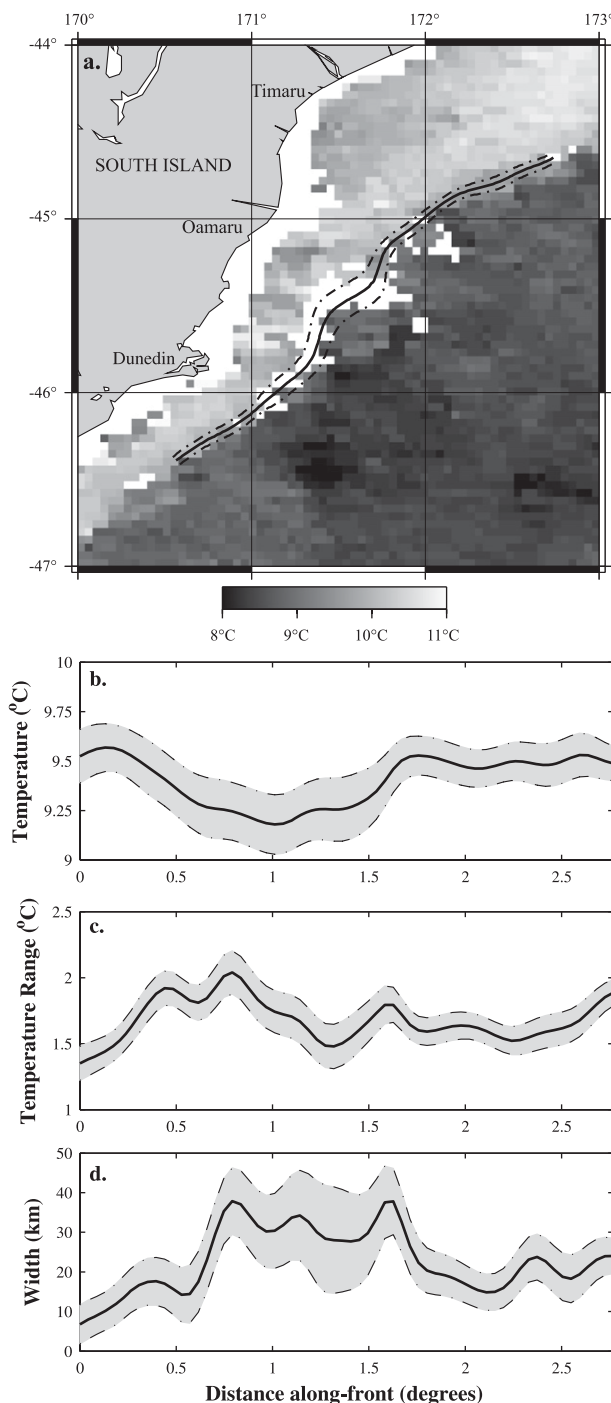 170° 171° 172° 173°
-44°
a.
Timaru
SOUTH ISLAND
-45°
Oamaru
Dunedin
-46°
-47°
8°C 9°C 10°C 11°C
b.
Temperature (°C)
10
9.75
9.5
9.25
9
0 0.5 1 1.5 2 2.5
c.
Temperature Range (°C)
2.5
2
1.5
1
0 0.5 1 1.5 2 2.5
d.
Width (km)
50
40
30
20
10
0
0 0.5 1 1.5 2 2.5
Distance along-front (degrees)